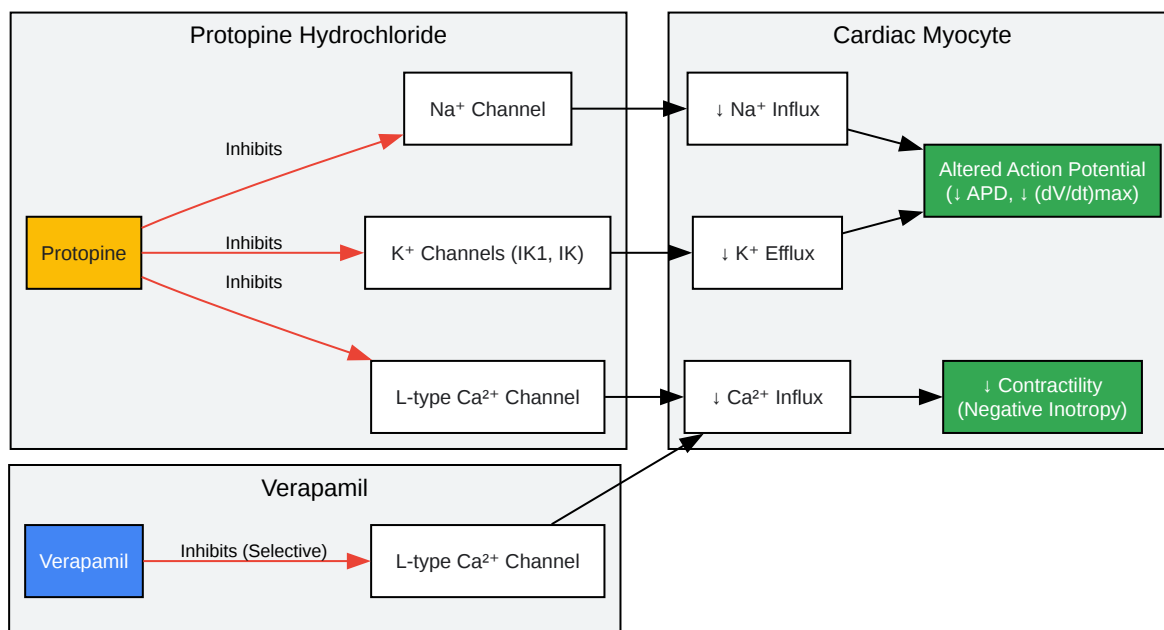 Protopine Hydrochloride
Cardiac Myocyte
Na⁺ Channel
↓ Na⁺ Influx
Inhibits
Altered Action Potential
(↓ APD, ↓ (dV/dt)max)
Protopine
Inhibits
K⁺ Channels (IK1, IK)
↓ K⁺ Efflux
Inhibits
L-type Ca²⁺ Channel
↓ Ca²⁺ Influx
↓ Contractility
(Negative Inotropy)
Verapamil
Verapamil
Inhibits (Selective)
L-type Ca²⁺ Channel